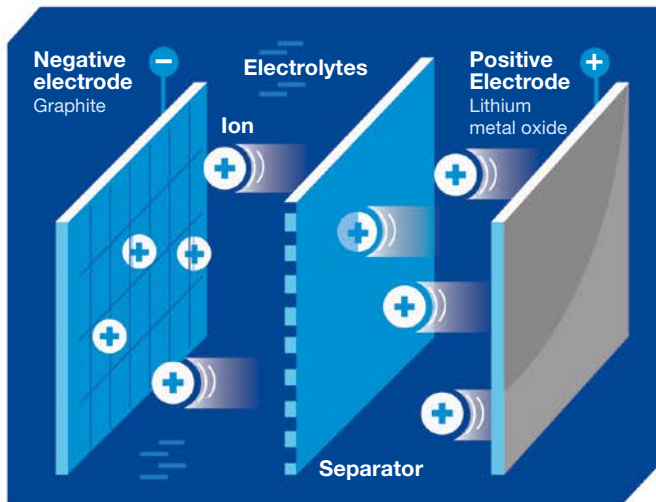 Negative
electrode
Graphite
−
Electrolytes
Positive
Electrode
Lithium
metal oxide
+
Ion
+
+
+
+
+
+
+
+
+
Separator